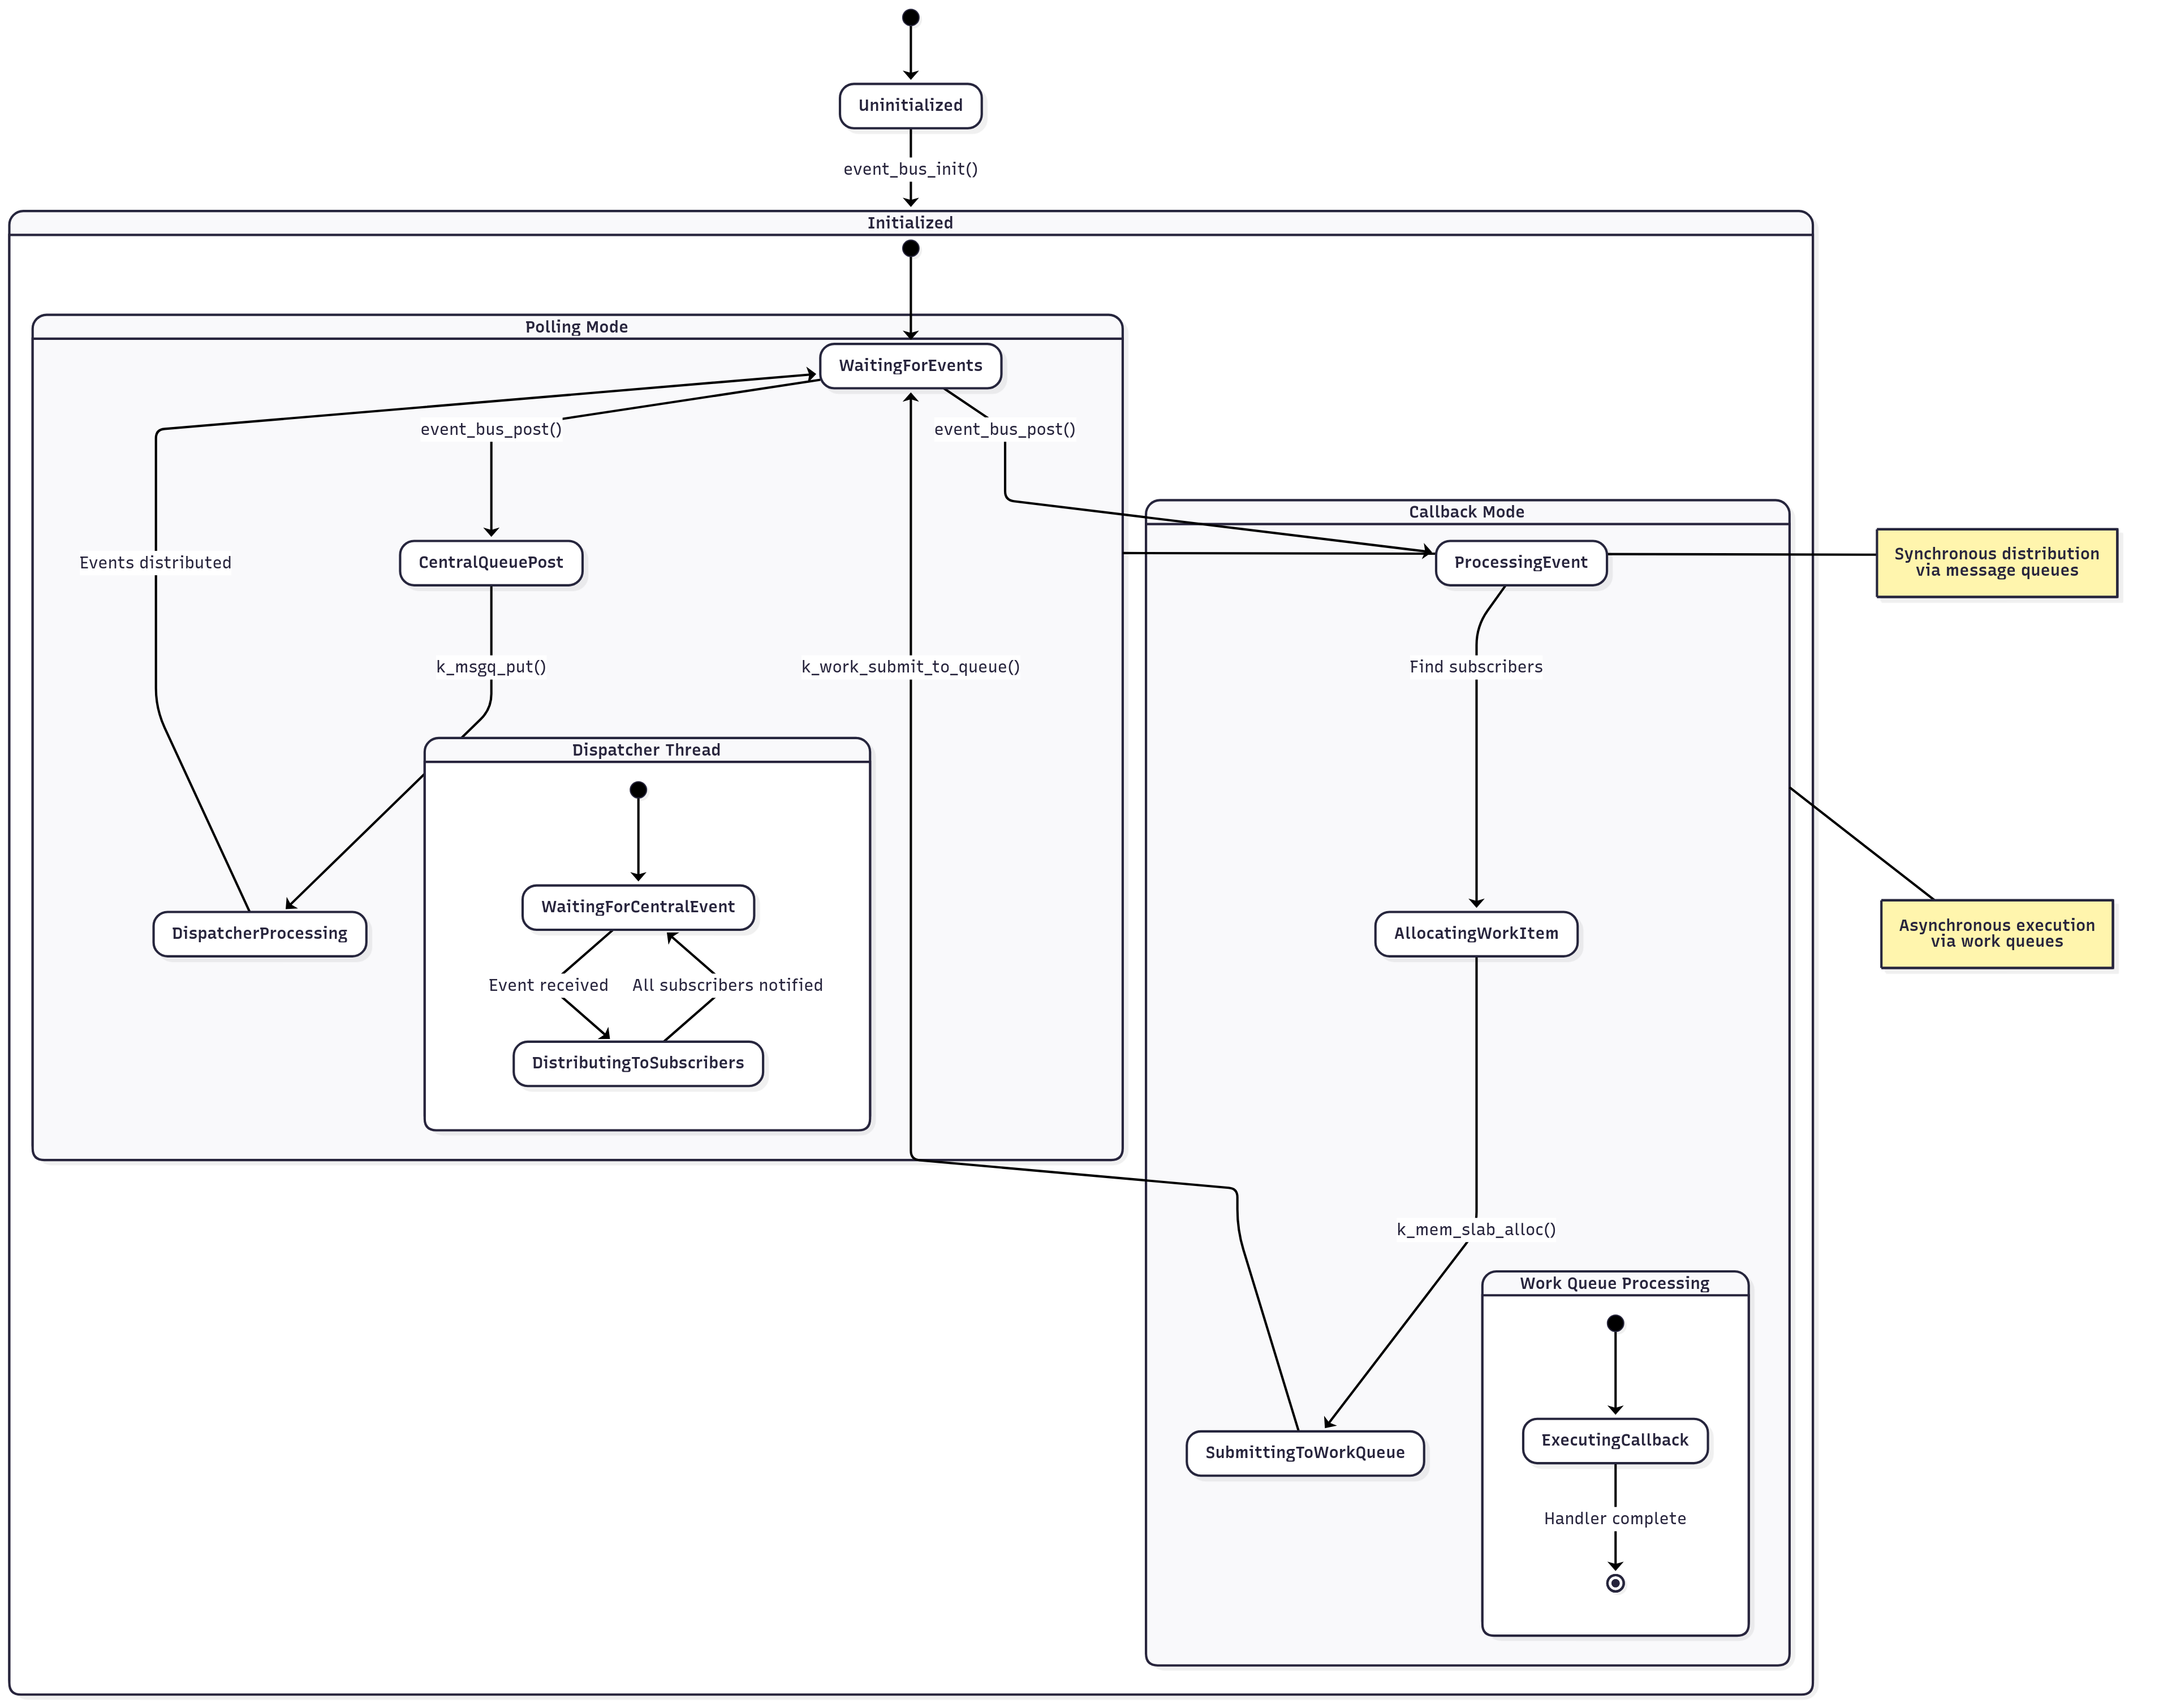 Uninitialized
event_bus_init()
Initialized
Polling Mode
WaitingForEvents
event_bus_post()
event_bus_post()
Callback Mode
Events distributed
CentralQueuePost
ProcessingEvent
Synchronous distribution
via message queues
k_msgq_put()
k_work_submit_to_queue()
Find subscribers
Dispatcher Thread
WaitingForCentralEvent
DispatcherProcessing
AllocatingWorkItem
Asynchronous execution
via work queues
Event received
All subscribers notified
DistributingToSubscribers
k_mem_slab_alloc()
Work Queue Processing
ExecutingCallback
SubmittingToWorkQueue
Handler complete